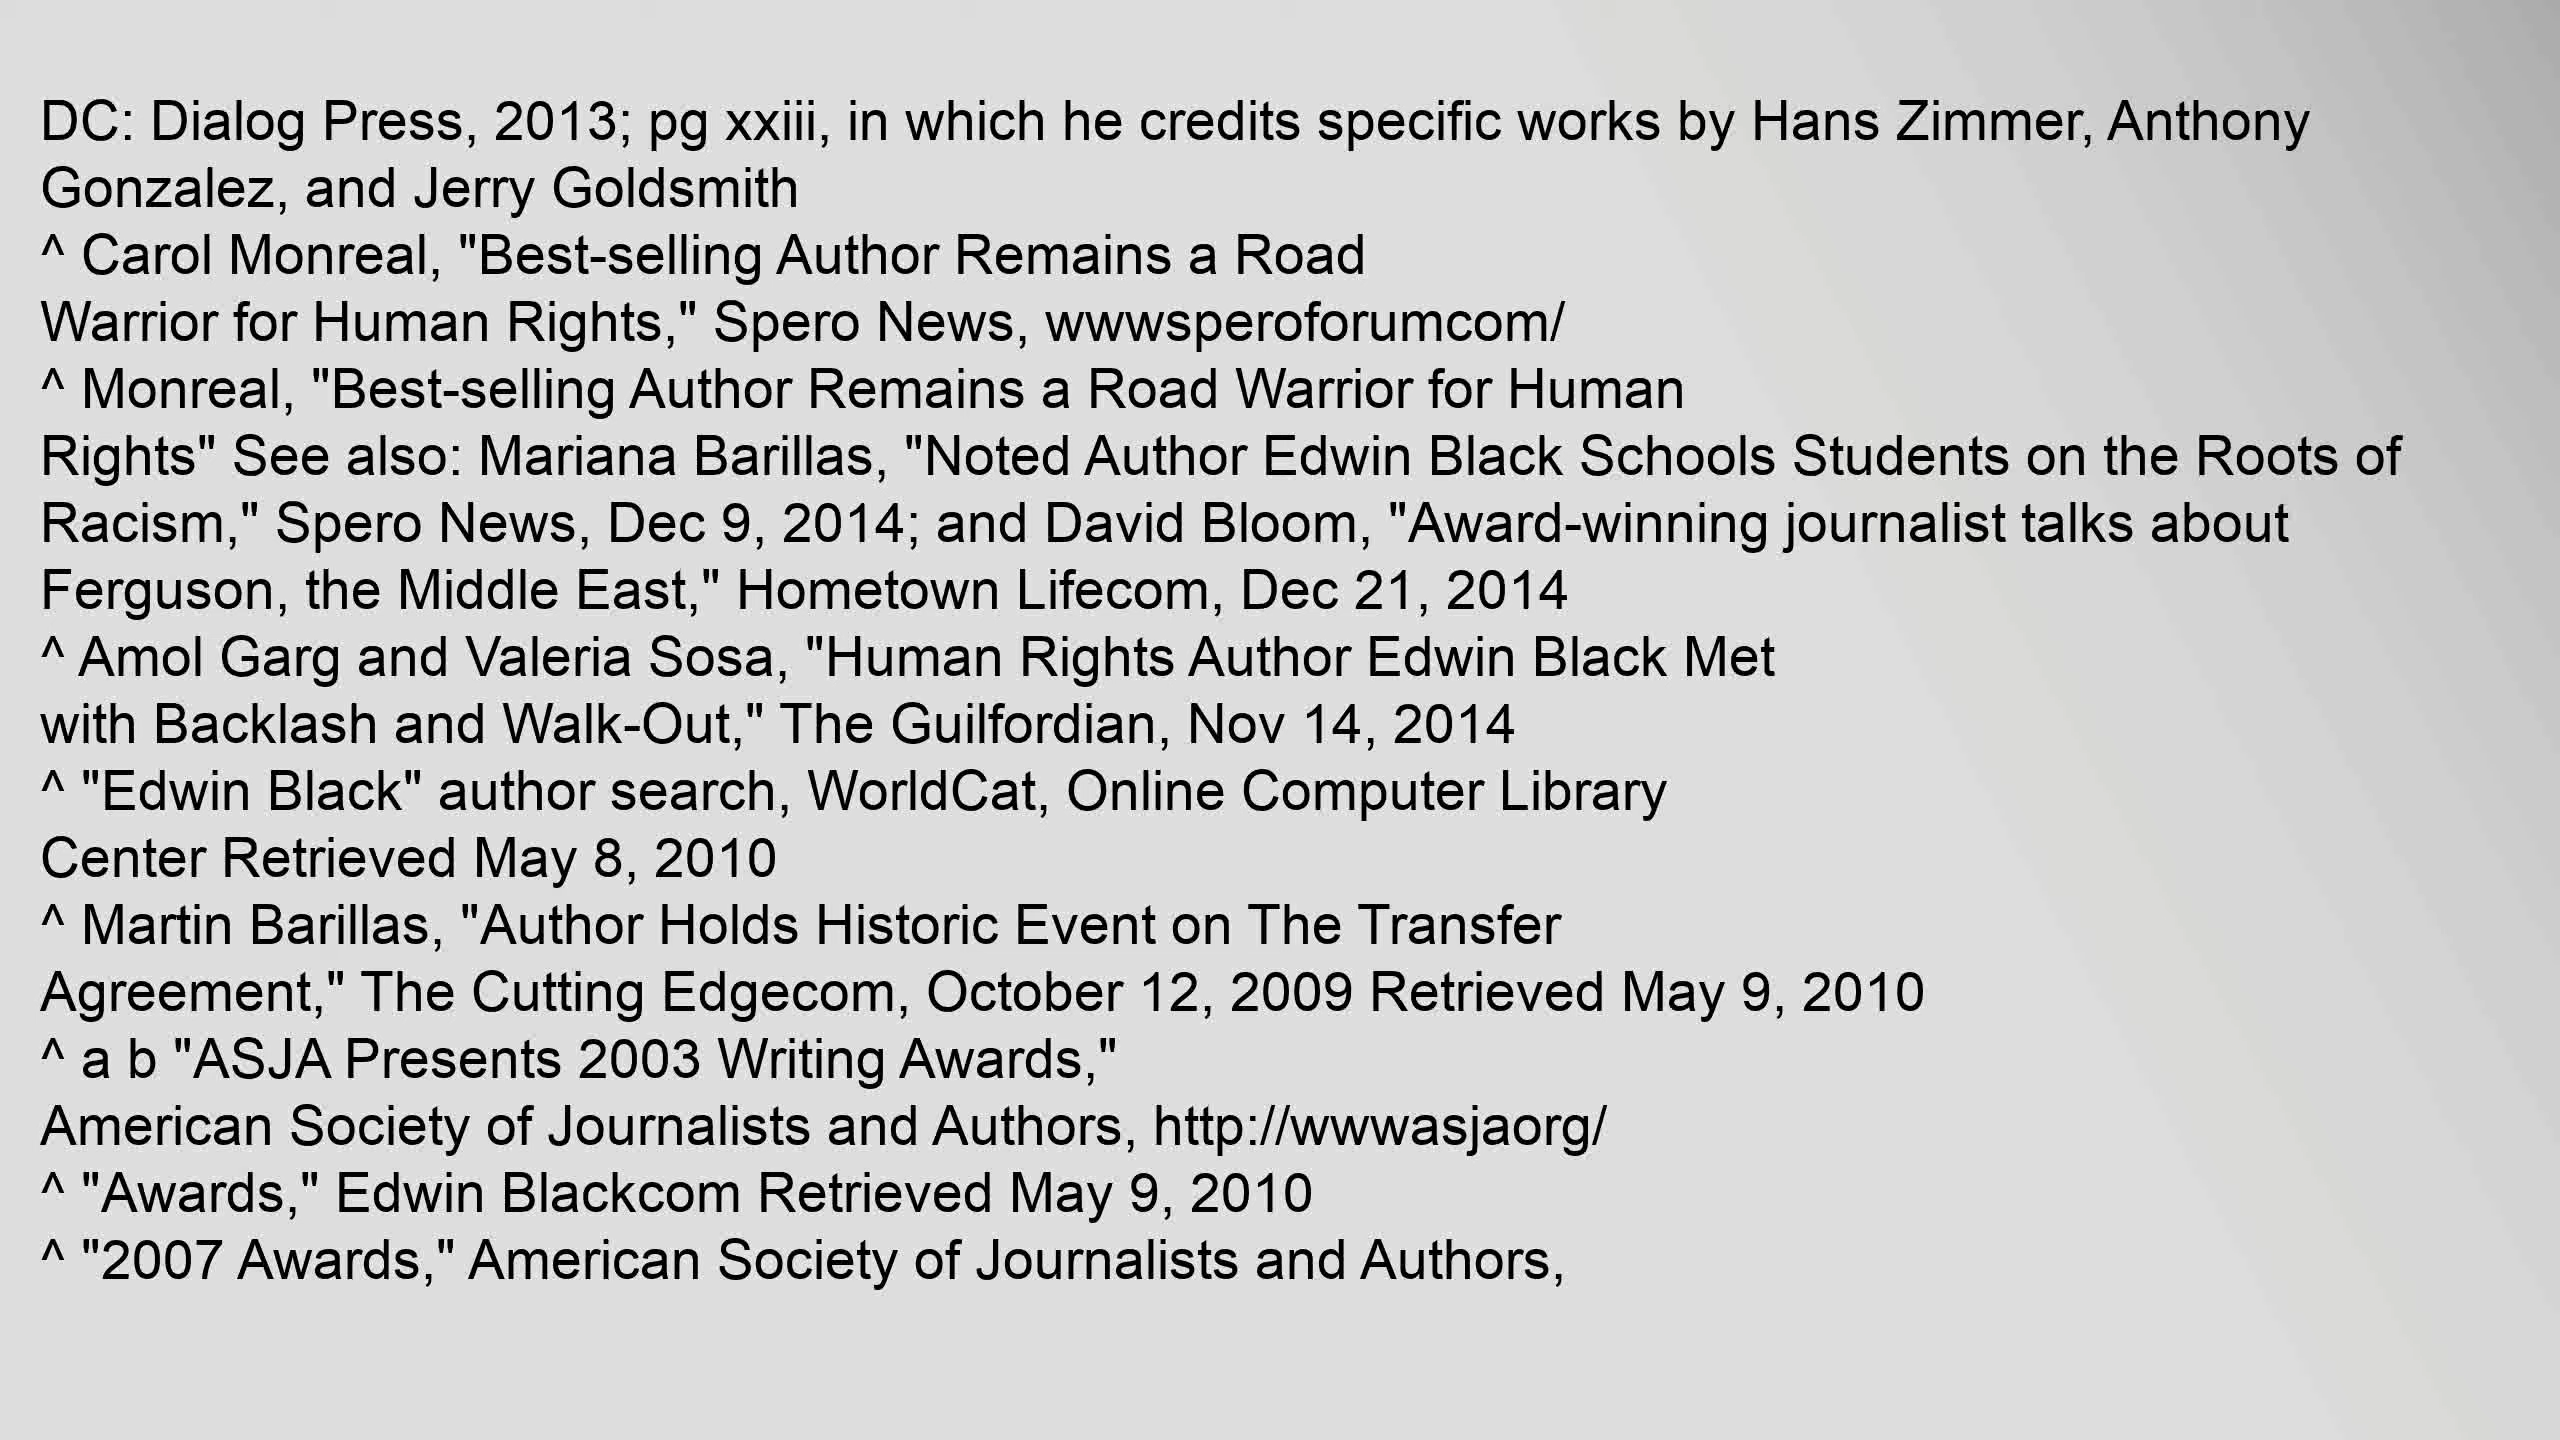 DC: Dialog Press, 2013; pg xxiii, in which he credits specific works by Hans Zimmer, Anthony
Gonzalez, and Jerry Goldsmith
^ Carol Monreal, "Best-selling Author Remains a Road
Warrior for Human Rights," Spero News, wwwsperoforumcom/
^ Monreal, "Best-selling Author Remains a Road Warrior for Human
Rights" See also: Mariana Barillas, "Noted Author Edwin Black Schools Students on the Roots of
Racism," Spero News, Dec 9, 2014; and David Bloom, "Award-winning journalist talks about
Ferguson, the Middle East," Hometown Lifecom, Dec 21, 2014
^ Amol Garg and Valeria Sosa, "Human Rights Author Edwin Black Met
with Backlash and Walk-Out," The Guilfordian, Nov 14, 2014
^ "Edwin Black" author search, WorldCat, Online Computer Library
Center Retrieved May 8, 2010
^ Martin Barillas, "Author Holds Historic Event on The Transfer
Agreement," The Cutting Edgecom, October 12, 2009 Retrieved May 9, 2010
^ a b "ASJA Presents 2003 Writing Awards,"
American Society of Journalists and Authors, http://wwwasjaorg/
^ "Awards," Edwin Blackcom Retrieved May 9, 2010
^ "2007 Awards," American Society of Journalists and Authors,